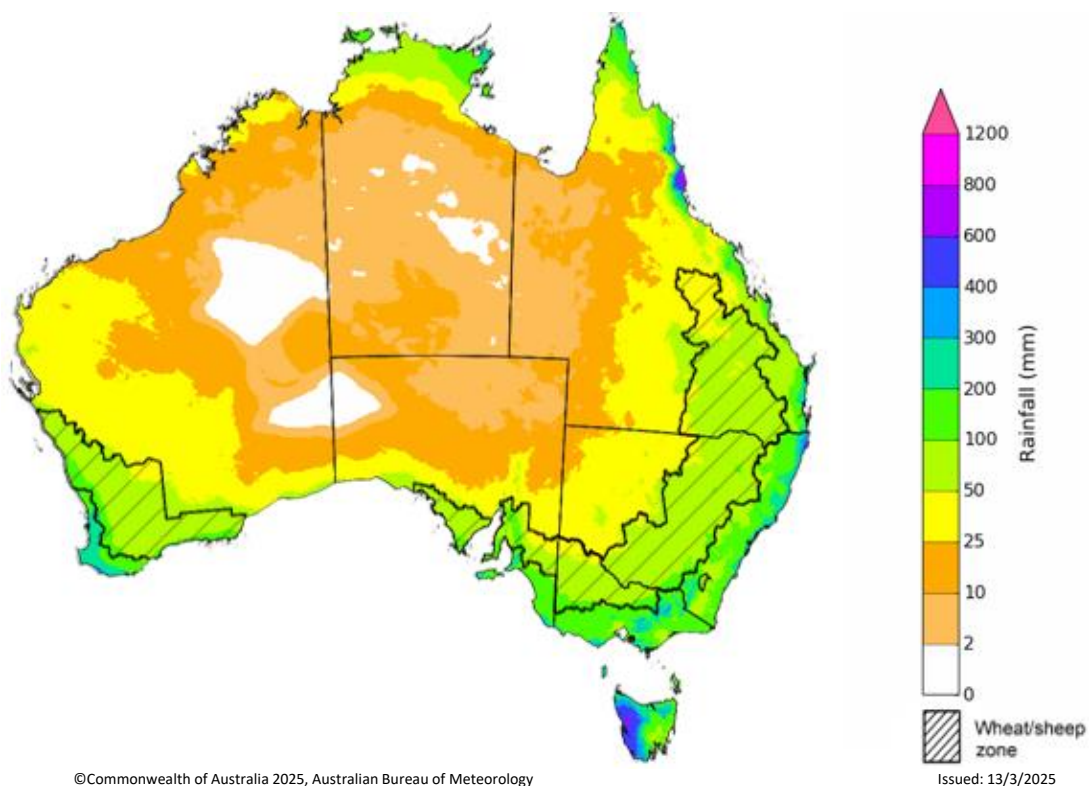 1200
800
600
400
300
200
100
50
25
10
2
0
Rainfall (mm)
Wheat/sheep
zone
©Commonwealth of Australia 2025, Australian Bureau of Meteorology
Issued: 13/3/2025